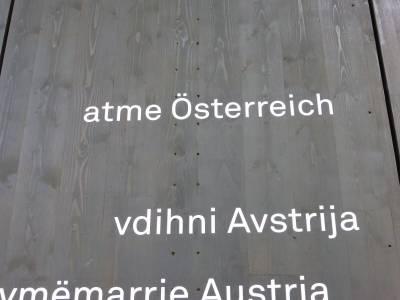 atme Österreich
vdihni Avstrija
Austria